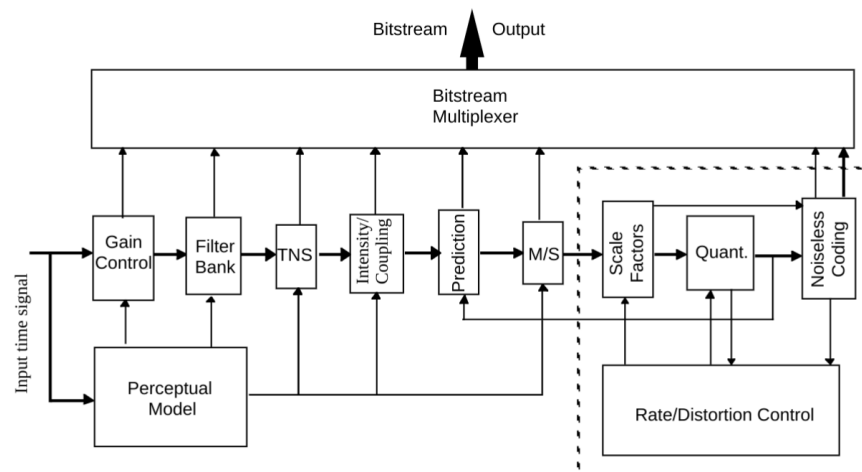 Bitstream Output
Bitstream
Multiplexer
Gain
Control
Filter
Bank
TNS
Intensity/
Coupling
Prediction
M/S
Scale
Factors
Quant.
Noiseless
Coding
Input time signal
Perceptual
Model
Rate/Distortion Control